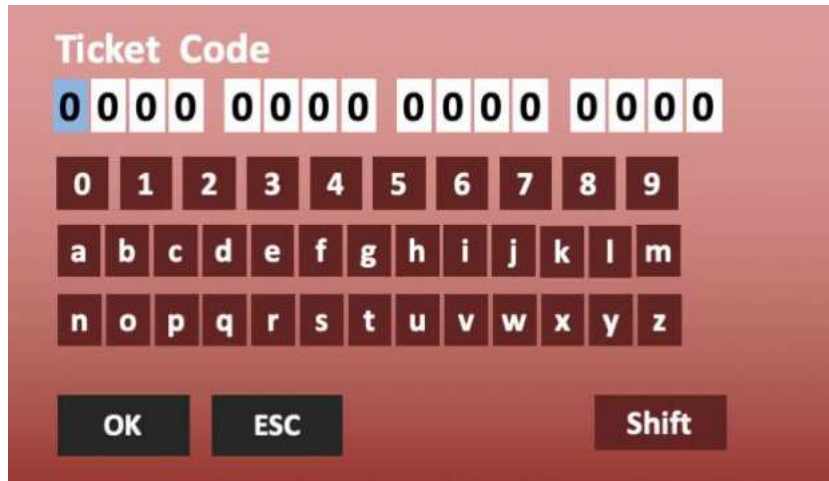 Ticket Code
0000 0000 0000 0000
0 1 2 3 4 5 6 7 8 9
a b c d e f g h i j k l m
n o p q r s t u v w x y z
OK ESC Shift